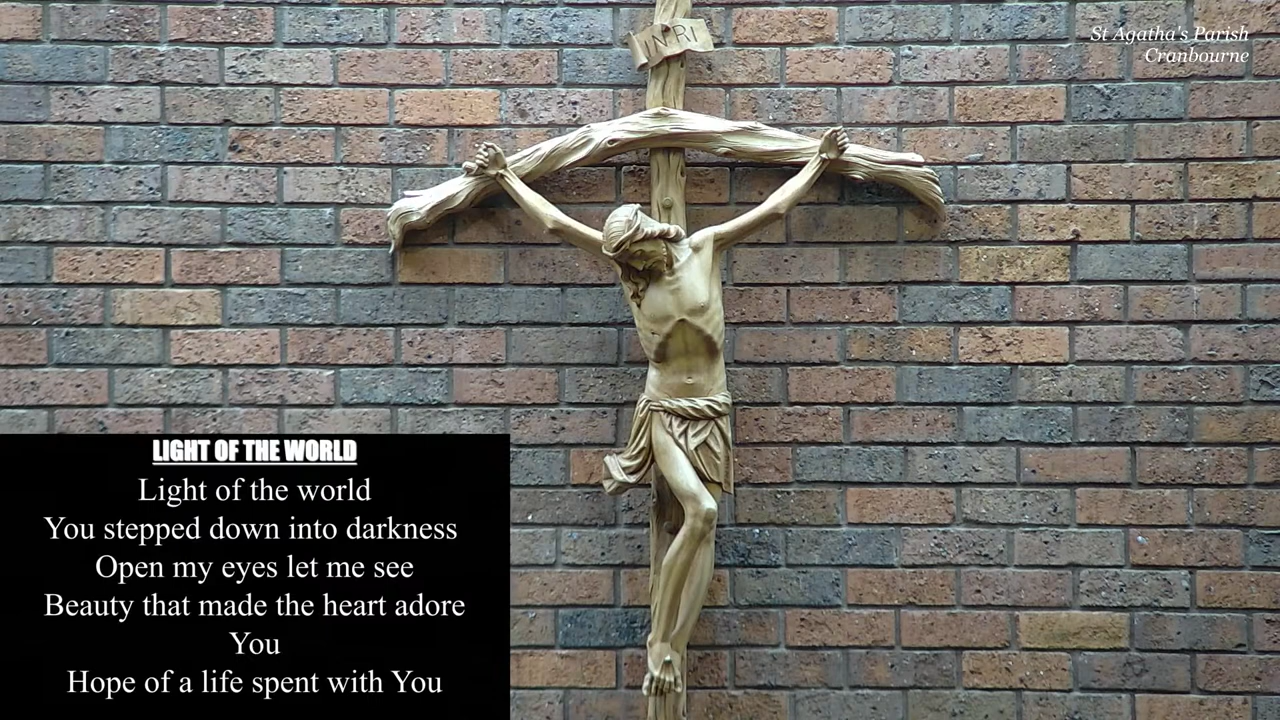 INRI
St Agatha's Parish
Cranbourne
LIGHT OF THE WORLD
Light of the world
You stepped down into darkness
Open my eyes let me see
Beauty that made the heart adore
You
Hope of a life spent with You